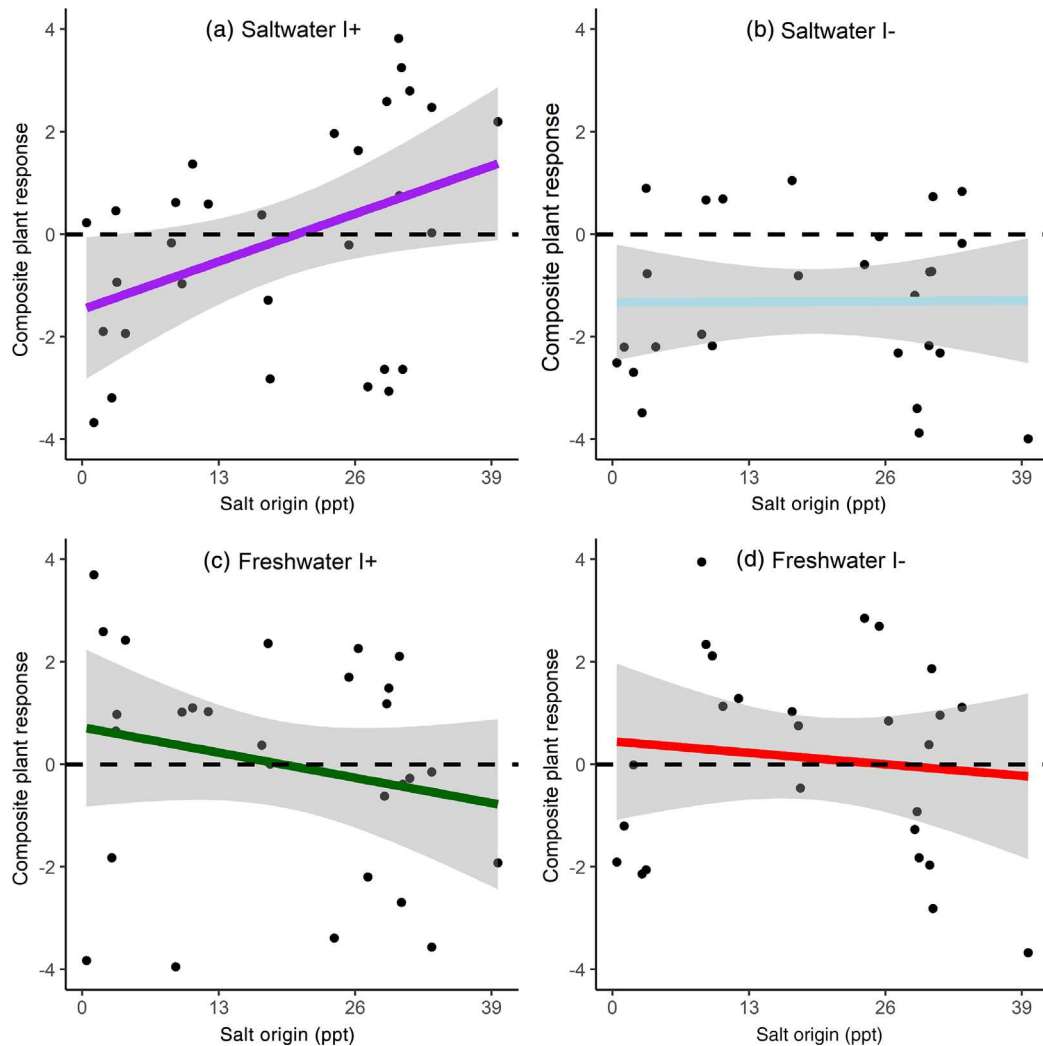 (a) Saltwater I+
Composite plant response
4
2
0
-2
-4
0 13 26 39
Salt origin (ppt)
(b) Saltwater I-
Composite plant response
4
2
0
-2
-4
0 13 26 39
Salt origin (ppt)
(c) Freshwater I+
Composite plant response
4
2
0
-2
-4
0 13 26 39
Salt origin (ppt)
(d) Freshwater I-
Composite plant response
4
2
0
-2
-4
0 13 26 39
Salt origin (ppt)